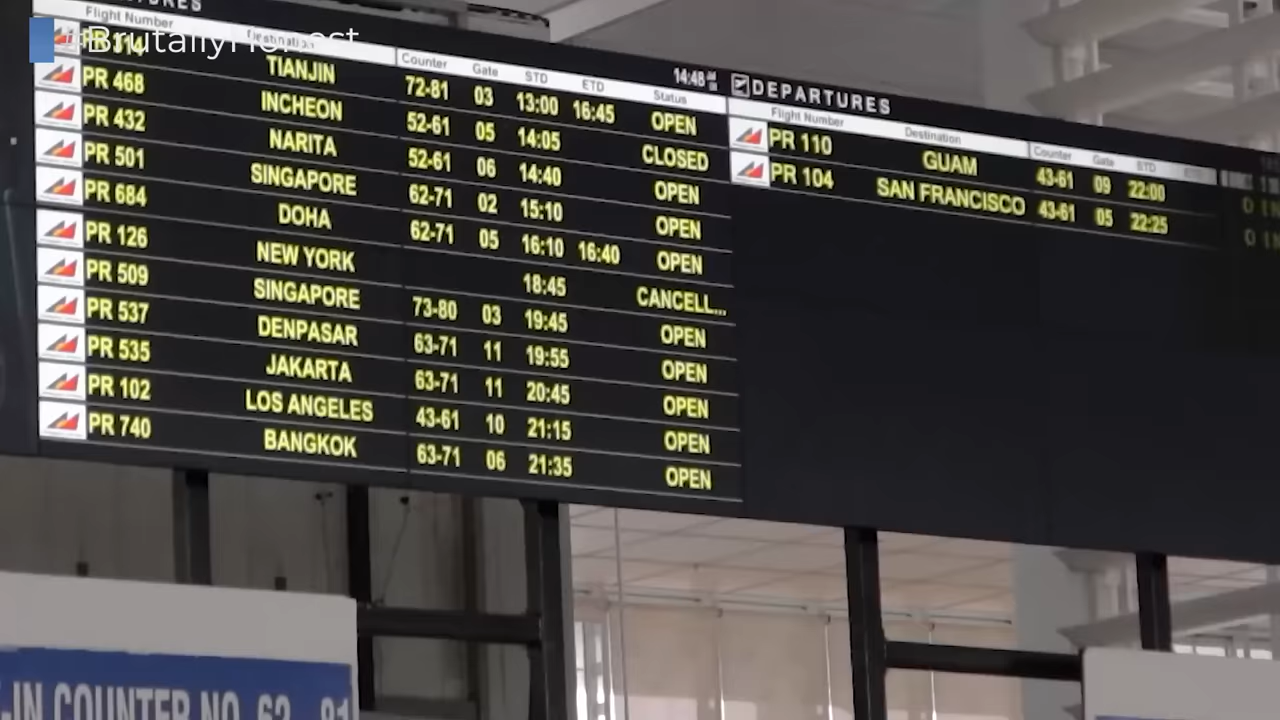 #BrutallyHonest
14:48
Flight Number Destination Counter Gate STD ETD Status
PR 314 TIANJIN 72-81 03 13:00 16:45 OPEN
PR 468 INCHEON 52-61 05 14:05 CLOSED
PR 432 NARITA 52-61 06 14:40 OPEN
PR 501 SINGAPORE 62-71 02 15:10 OPEN
PR 684 DOHA 62-71 05 16:10 16:40 OPEN
PR 126 NEW YORK 18:45 CANCELL...
PR 509 SINGAPORE 73-80 03 19:45 OPEN
PR 537 DENPASAR 63-71 11 19:55 OPEN
PR 535 JAKARTA 63-71 11 20:45 OPEN
PR 102 LOS ANGELES 43-61 10 21:15 OPEN
PR 740 BANGKOK 63-71 06 21:35 OPEN
DEPARTURES
Flight Number Destination Counter Gate STD
PR 110 GUAM 43-61 09 22:00
PR 104 SAN FRANCISCO 43-61 05 22:25
-IN COUNTER NO. 62 - 81